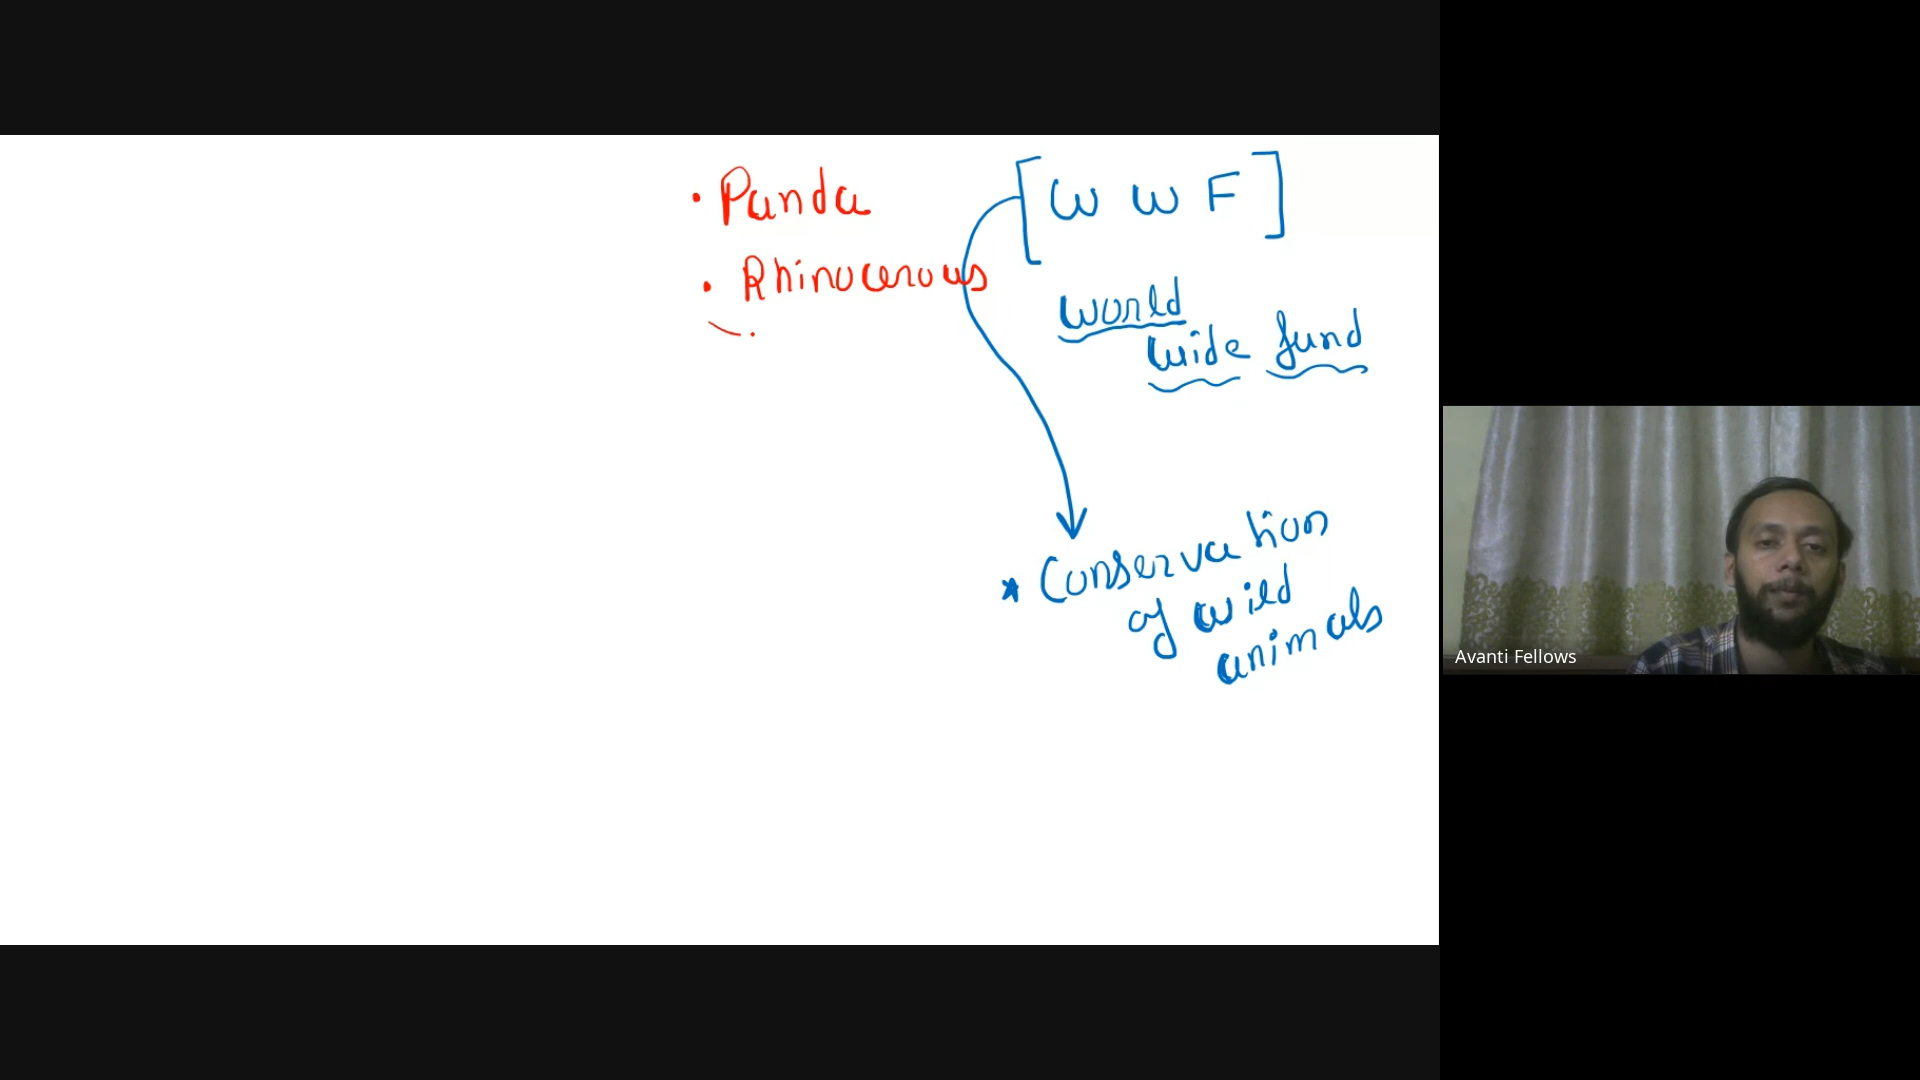 • Panda
• Rhinocerous
[W W F]
World
wide fund
* Conservation
of wild
animals
Avanti Fellows